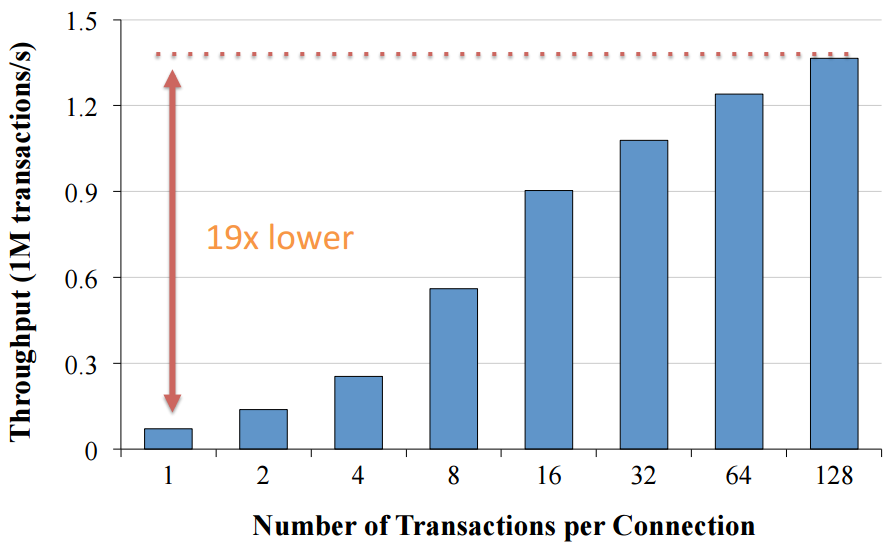 Throughput (1M transactions/s)
1.5
1.2
0.9
0.6
0.3
0
19x lower
1 2 4 8 16 32 64 128
Number of Transactions per Connection